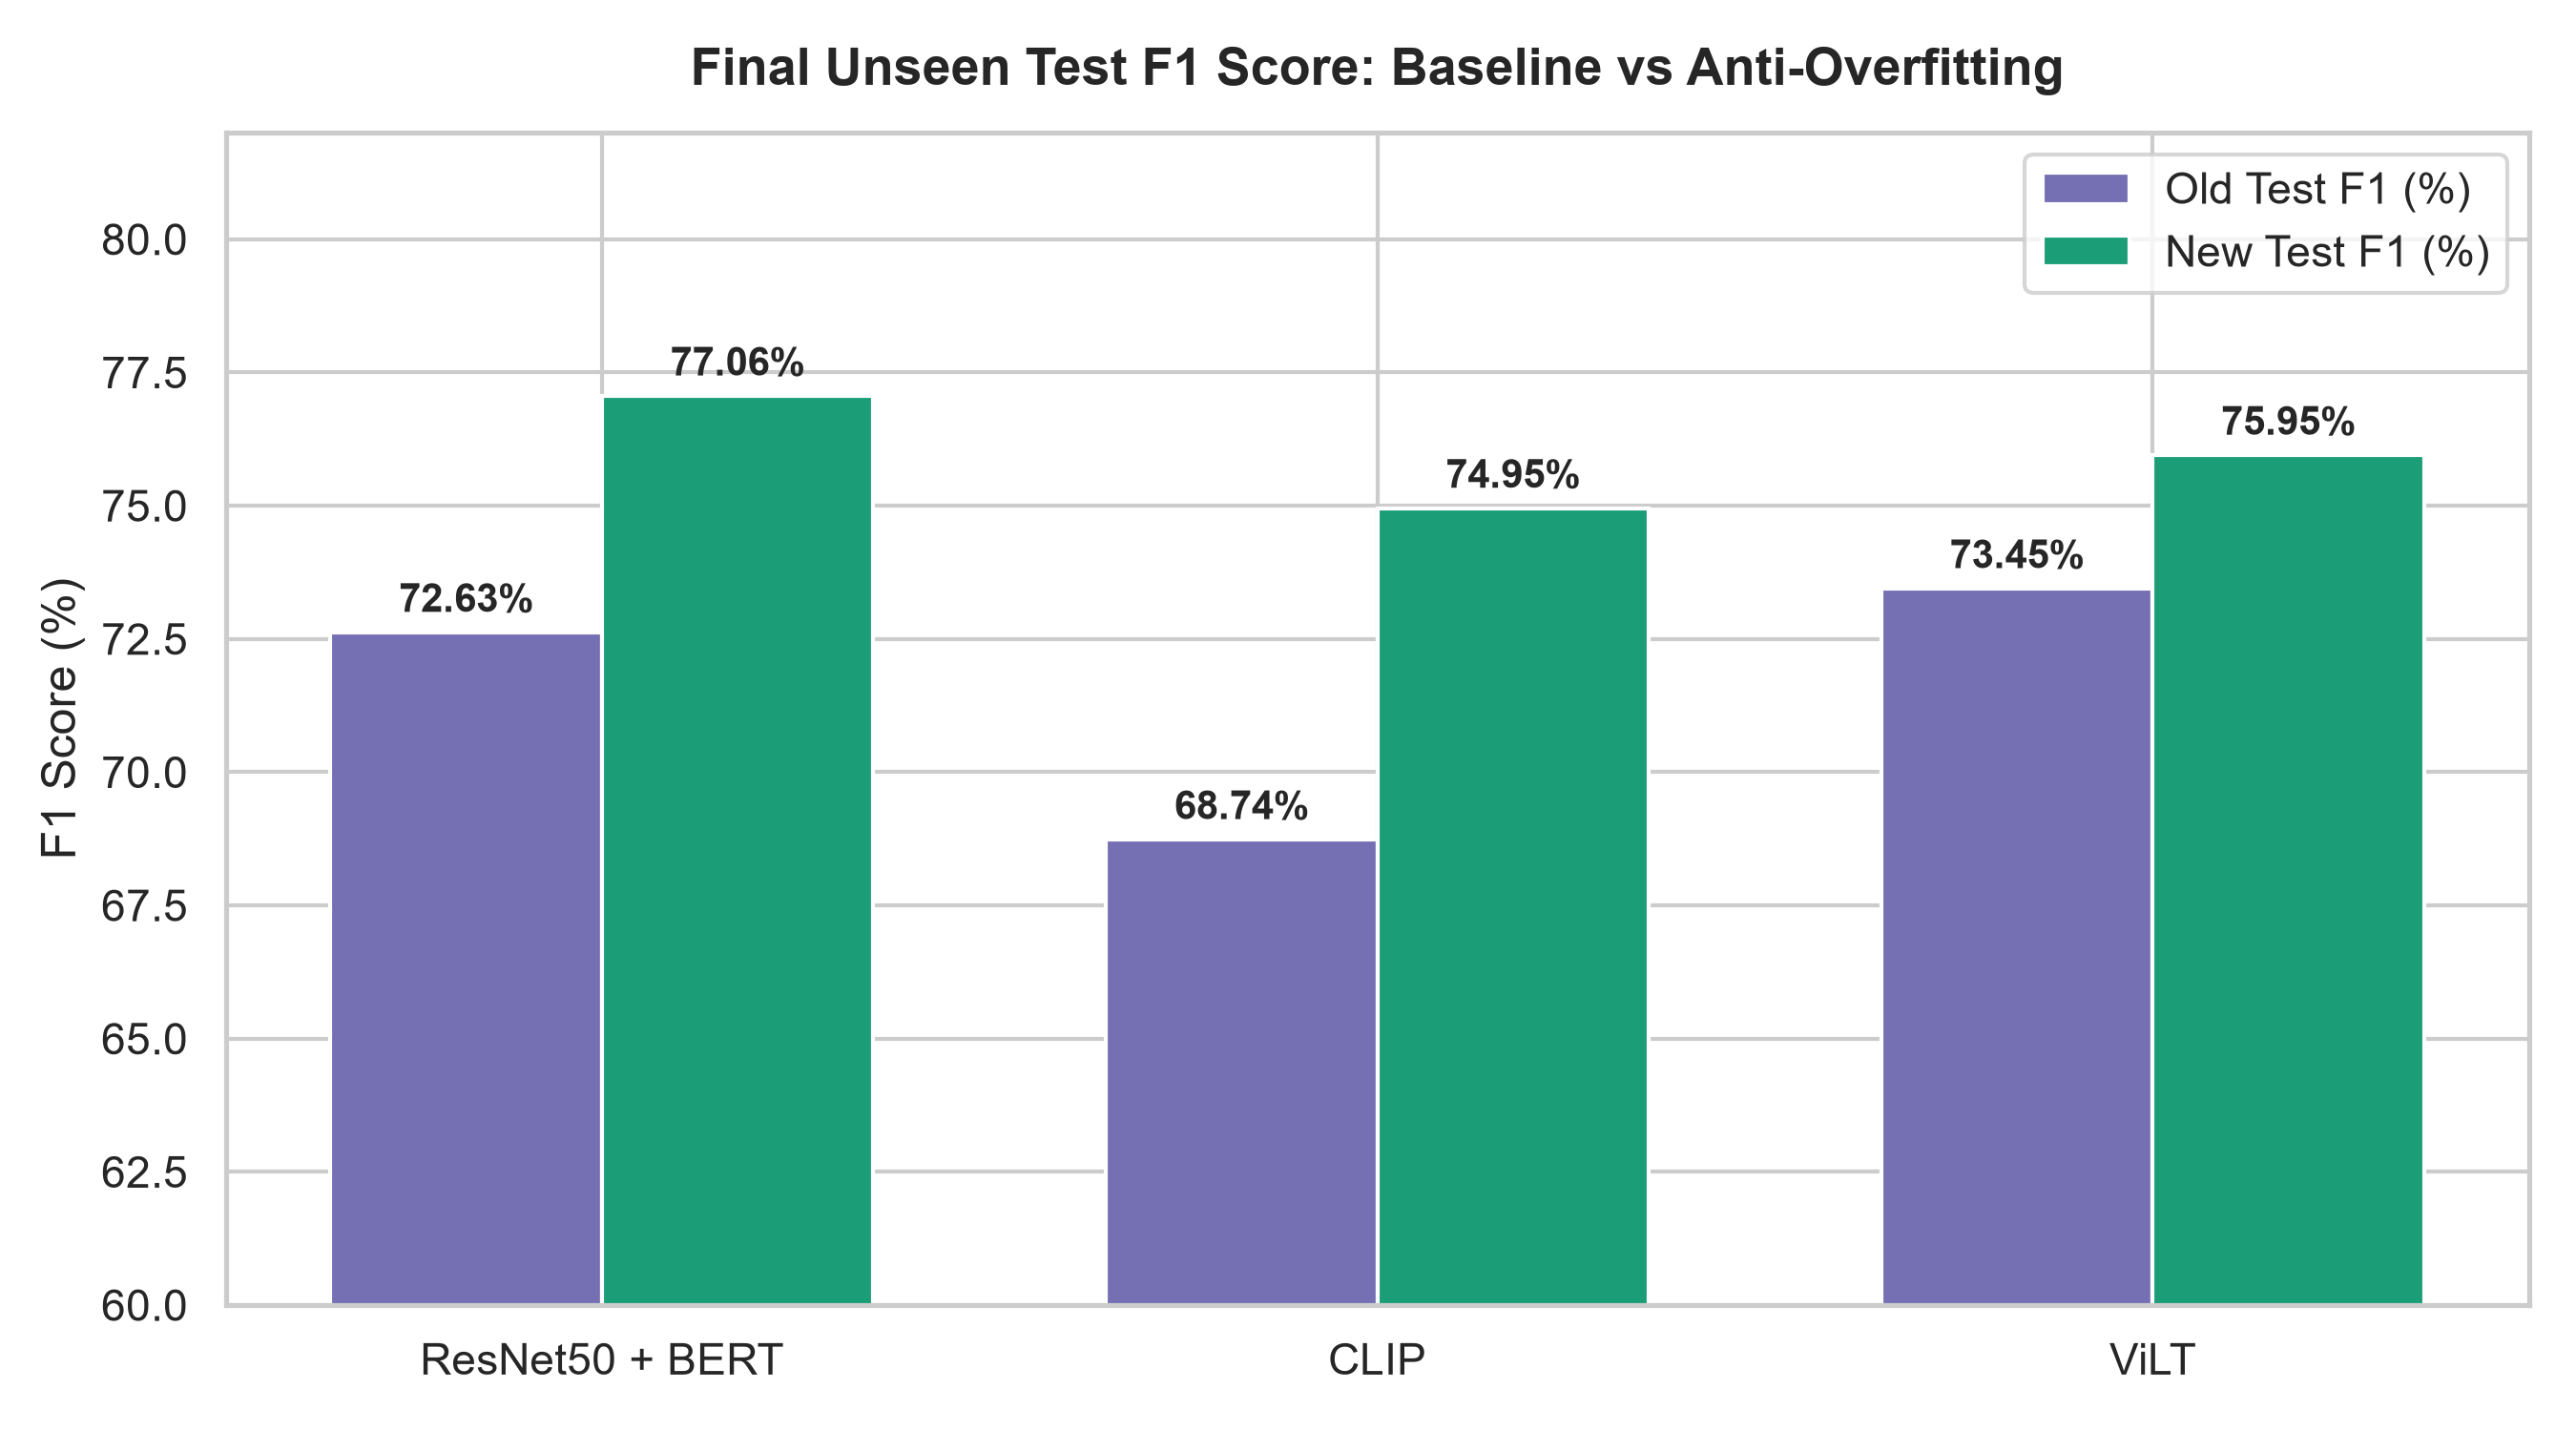 Final Unseen Test F1 Score: Baseline vs Anti-Overfitting
Old Test F1 (%)
New Test F1 (%)
F1 Score (%)
80.0
77.5
75.0
72.5
70.0
67.5
65.0
62.5
60.0
72.63%
77.06%
68.74%
74.95%
73.45%
75.95%
ResNet50 + BERT
CLIP
ViLT